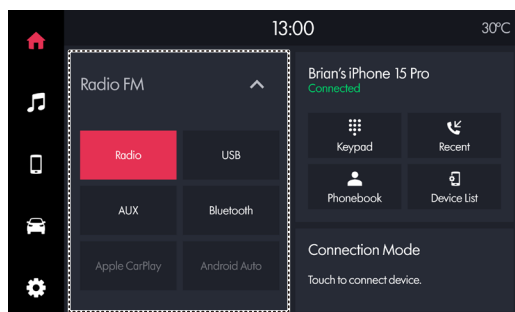 13:00
30°C
Radio FM
Radio
USB
AUX
Bluetooth
Apple CarPlay
Android Auto
Brian's iPhone 15 Pro
Connected
Keypad
Recent
Phonebook
Device List
Connection Mode
Touch to connect device.